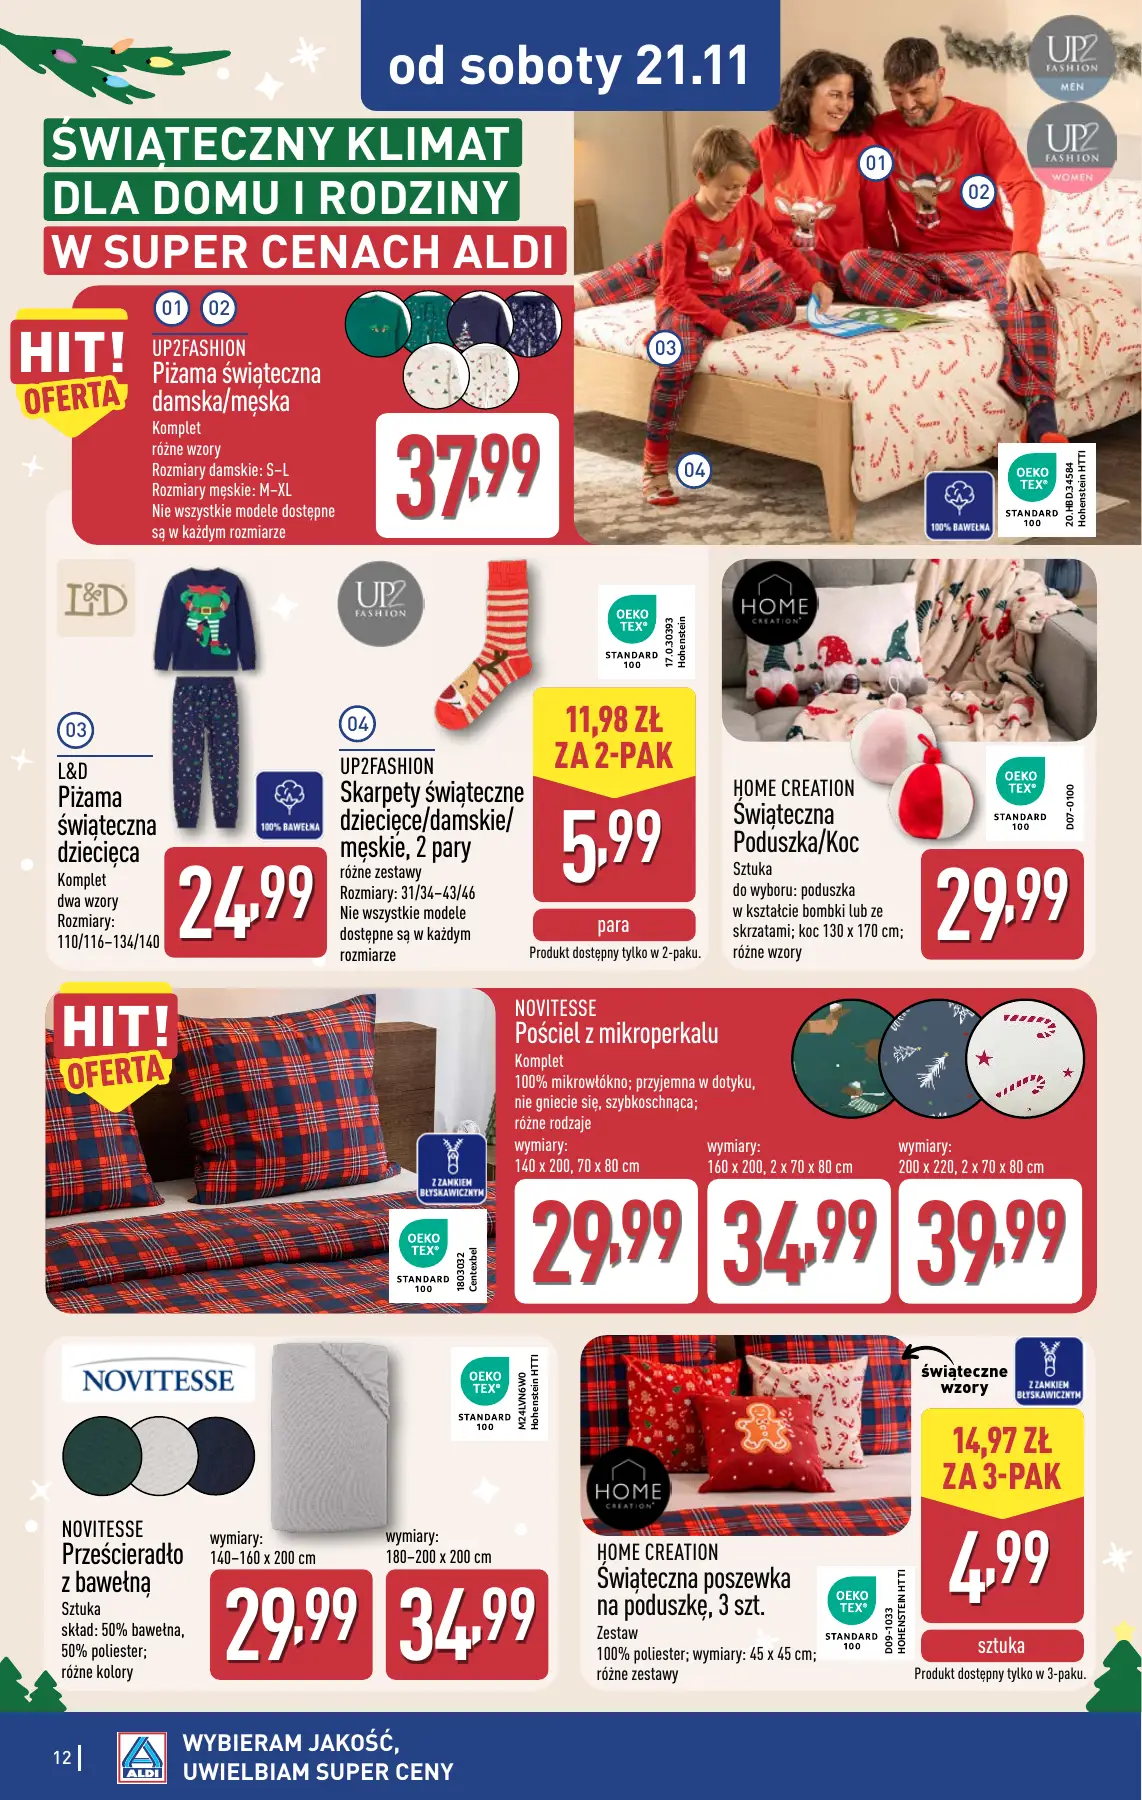 od soboty 21.11
UP2
FASHION
MEN
UP2
FASHION
WOMEN
ŚWIĄTECZNY KLIMAT
DLA DOMU I RODZINY
W SUPER CENACH ALDI
01
02
03
04
HIT!
OFERTA
01 02
UP2FASHION
Piżama świąteczna
damska/męska
Komplet
różne wzory
Rozmiary damskie: S–L
Rozmiary męskie: M–XL
Nie wszystkie modele dostępne
są w każdym rozmiarze
37,99
100% BAWEŁNA
OEKO
TEX®
STANDARD
100
20.HBD.34584
Hohenstein HTTI
L&D
03
L&D
Piżama
świąteczna
dziecięca
Komplet
dwa wzory
Rozmiary:
110/116–134/140
100% BAWEŁNA
24,99
UP2
FASHION
04
UP2FASHION
Skarpety świąteczne
dziecięce/damskie/
męskie, 2 pary
różne zestawy
Rozmiary: 31/34–43/46
Nie wszystkie modele
dostępne są w każdym
rozmiarze
OEKO
TEX®
STANDARD
100
17.0.30393
Hohenstein
11,98 ZŁ
ZA 2-PAK
5,99
para
Produkt dostępny tylko w 2-paku.
HOME
CREATION
HOME CREATION
Świąteczna
Poduszka/Koc
Sztuka
do wyboru: poduszka
w kształcie bombki lub ze
skrzatami; koc 130 x 170 cm;
różne wzory
OEKO
TEX®
STANDARD
100
D07-0100
29,99
HIT!
OFERTA
Z ZAMKIEM
BŁYSKAWICZNYM
OEKO
TEX®
STANDARD
100
1803032
Centexbel
NOVITESSE
Pościel z mikroperkalu
Komplet
100% mikrowłókno; przyjemna w dotyku,
nie gniecie się, szybkoschnąca;
różne rodzaje
wymiary:
140 x 200, 70 x 80 cm
29,99
wymiary:
160 x 200, 2 x 70 x 80 cm
34,99
wymiary:
200 x 220, 2 x 70 x 80 cm
39,99
NOVITESSE
NOVITESSE
Prześcieradło
z bawełną
Sztuka
skład: 50% bawełna,
50% poliester;
różne kolory
OEKO
TEX®
STANDARD
100
M24LVN6WO
Hohenstein HTTI
wymiary:
140–160 x 200 cm
29,99
wymiary:
180–200 x 200 cm
34,99
HOME
CREATION
świąteczne
wzory
Z ZAMKIEM
BŁYSKAWICZNYM
HOME CREATION
Świąteczna poszewka
na poduszkę, 3 szt.
Zestaw
100% poliester; wymiary: 45 x 45 cm;
różne zestawy
OEKO
TEX®
STANDARD
100
D09-1033
HOHENSTEIN HTTI
14,97 ZŁ
ZA 3-PAK
4,99
sztuka
Produkt dostępny tylko w 3-paku.
12
ALDI
WYBIERAM JAKOŚĆ,
UWIELBIAM SUPER CENY